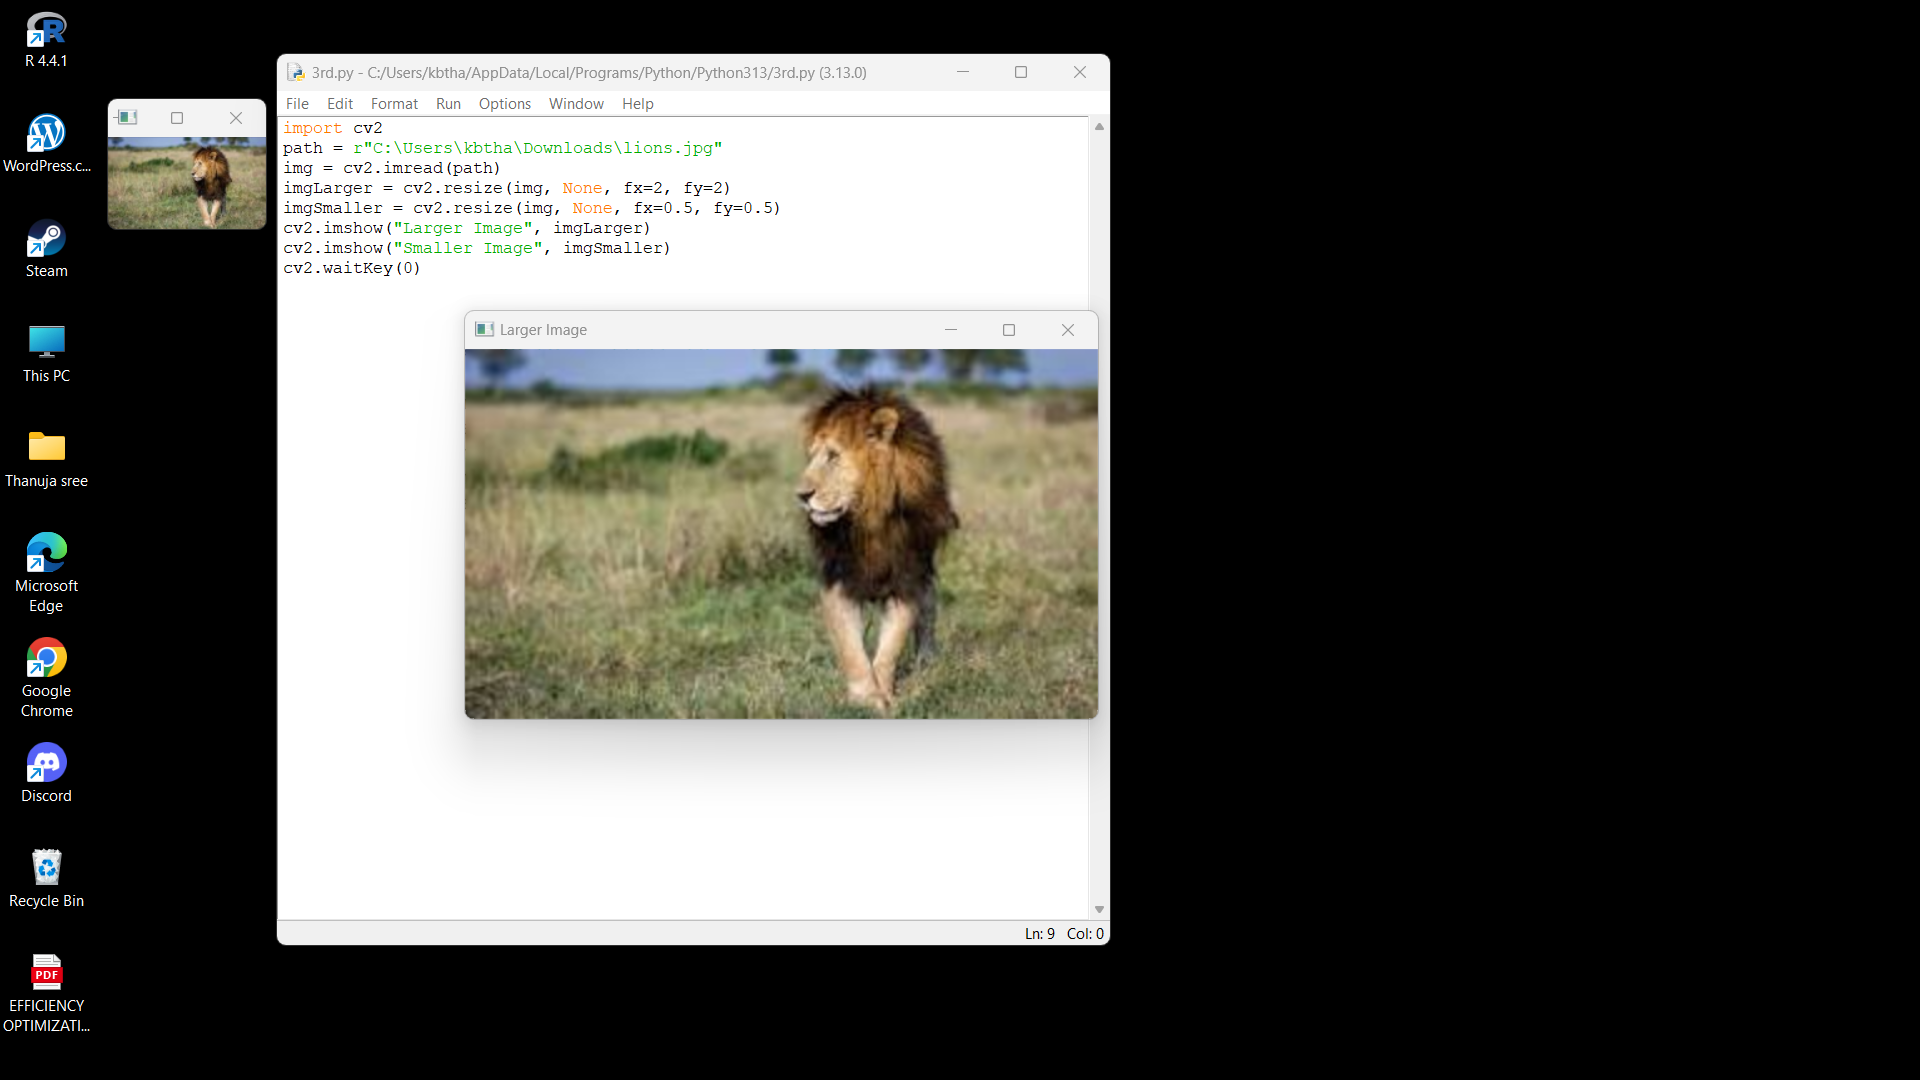 R 4.4.1
WordPress.c...
Steam
This PC
Thanuja sree
Microsoft
Edge
Google
Chrome
Discord
Recycle Bin
PDF
EFFICIENCY
OPTIMIZATI...
3rd.py - C:/Users/kbtha/AppData/Local/Programs/Python/Python313/3rd.py (3.13.0)
File Edit Format Run Options Window Help
import cv2
path = r"C:\Users\kbtha\Downloads\lions.jpg"
img = cv2.imread(path)
imgLarger = cv2.resize(img, None, fx=2, fy=2)
imgSmaller = cv2.resize(img, None, fx=0.5, fy=0.5)
cv2.imshow("Larger Image", imgLarger)
cv2.imshow("Smaller Image", imgSmaller)
cv2.waitKey(0)
Larger Image
Ln: 9 Col: 0